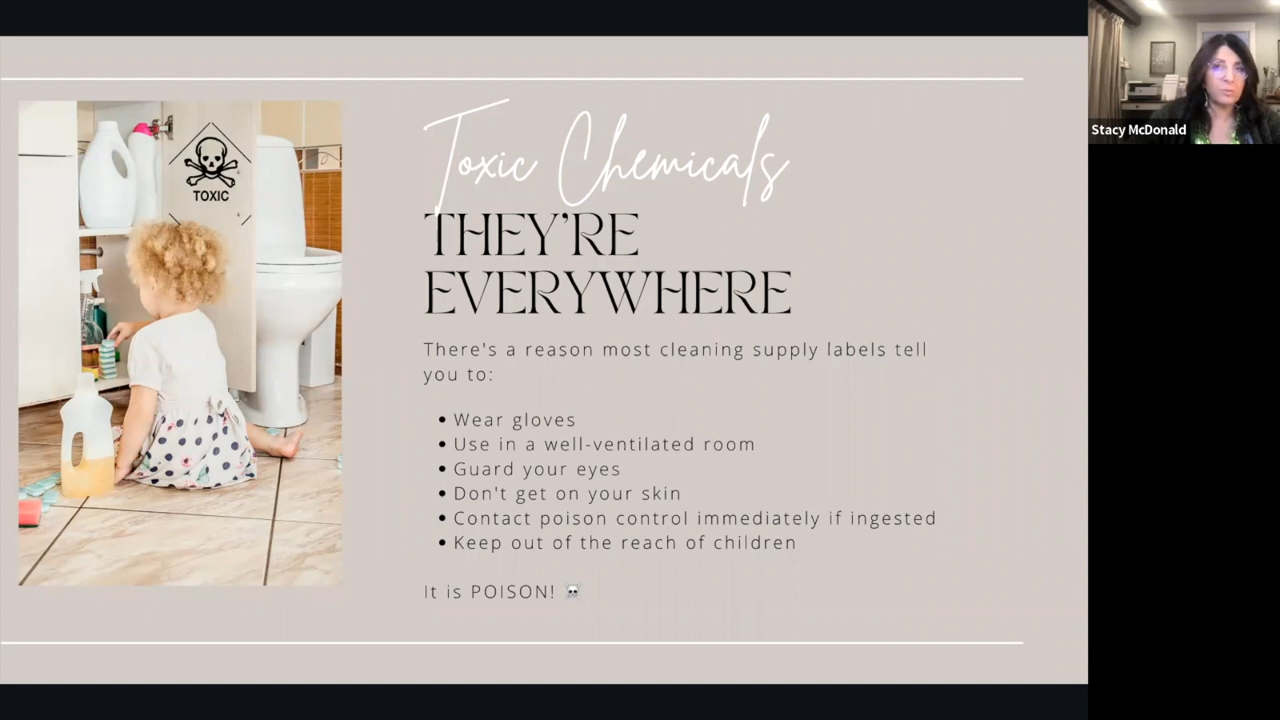 TOXIC
Toxic Chemicals
THEY'RE
EVERYWHERE
There's a reason most cleaning supply labels tell
you to:
• Wear gloves
• Use in a well-ventilated room
• Guard your eyes
• Don't get on your skin
• Contact poison control immediately if ingested
• Keep out of the reach of children
It is POISON! ☠️
Stacy McDonald